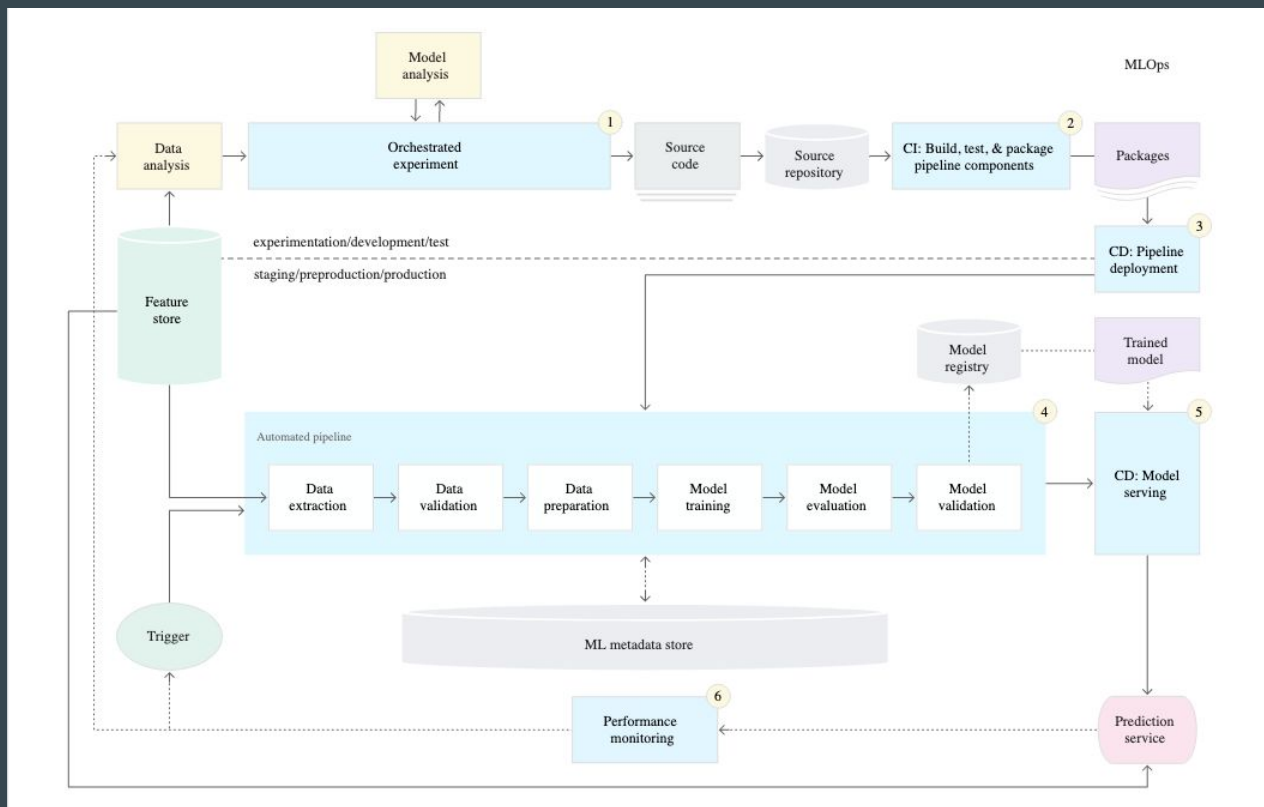 Model
analysis
MLOps
1
2
Data
analysis
Orchestrated
experiment
Source
code
Source
repository
CI: Build, test, & package
pipeline components
Packages
3
experimentation/development/test
staging/preproduction/production
CD: Pipeline
deployment
Feature
store
Model
registry
Trained
model
4
5
Automated pipeline
Data
extraction
Data
validation
Data
preparation
Model
training
Model
evaluation
Model
validation
CD: Model
serving
Trigger
ML metadata store
6
Performance
monitoring
Prediction
service